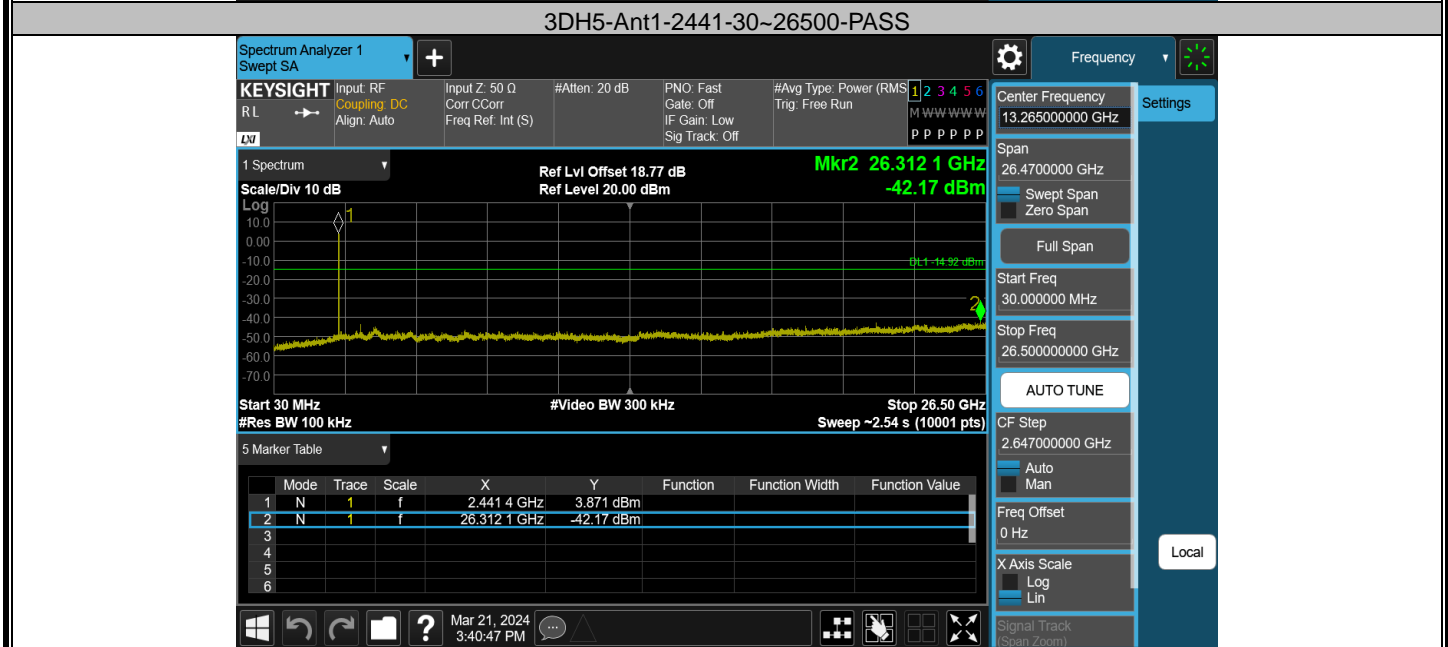 3DH5-Ant1-2441-30~26500-PASS
Spectrum Analyzer 1
Swept SA
+
Frequency
KEYSIGHT
R L
LXI
Input: RF
Coupling: DC
Align: Auto
Input Z: 50 Ω
Corr CCorr
Freq Ref: Int (S)
#Atten: 20 dB
PNO: Fast
Gate: Off
IF Gain: Low
Sig Track: Off
#Avg Type: Power (RMS
Trig: Free Run
1 2 3 4 5 6
M W W W W W
P P P P P P
Center Frequency
13.265000000 GHz
Settings
Span
26.4700000 GHz
Swept Span
Zero Span
Full Span
Start Freq
30.000000 MHz
Stop Freq
26.500000000 GHz
AUTO TUNE
CF Step
2.647000000 GHz
Auto
Man
Freq Offset
0 Hz
X Axis Scale
Log
Lin
Signal Track
(Span Zoom)
Local
1 Spectrum
Scale/Div 10 dB
Log
Ref Lvl Offset 18.77 dB
Ref Level 20.00 dBm
Mkr2 26.312 1 GHz
-42.17 dBm
10.0
0.00
-10.0
-20.0
-30.0
-40.0
-50.0
-60.0
-70.0
1
DL1 -14.92 dBm
2
Start 30 MHz
#Res BW 100 kHz
#Video BW 300 kHz
Stop 26.50 GHz
Sweep ~2.54 s (10001 pts)
5 Marker Table
Mode Trace Scale X Y Function Function Width Function Value
1 N 1 f 2.441 4 GHz 3.871 dBm
2 N 1 f 26.312 1 GHz -42.17 dBm
3
4
5
6
?
Mar 21, 2024
3:40:47 PM